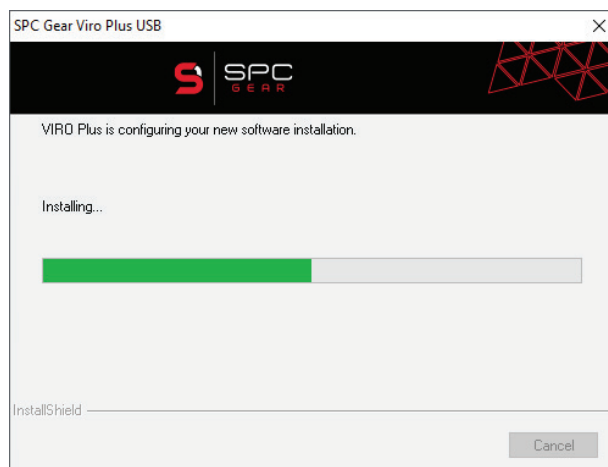 SPC Gear Viro Plus USB
SPC
GEAR
VIRO Plus is configuring your new software installation.
Installing...
InstallShield
Cancel